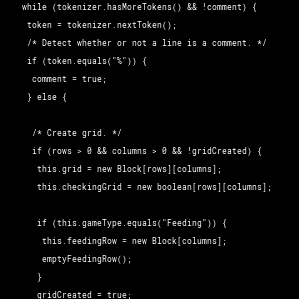 while (tokenizer.hasMoreTokens() && !comment) {
token = tokenizer.nextToken();
/* Detect whether or not a line is a comment. */
if (token.equals("%")) {
comment = true;
} else {
/* Create grid. */
if (rows > 0 && columns > 0 && !gridCreated) {
this.grid = new Block[rows][columns];
this.checkingGrid = new boolean[rows][columns];
if (this.gameType.equals("Feeding")) {
this.feedingRow = new Block[columns];
emptyFeedingRow();
}
gridCreated = true;